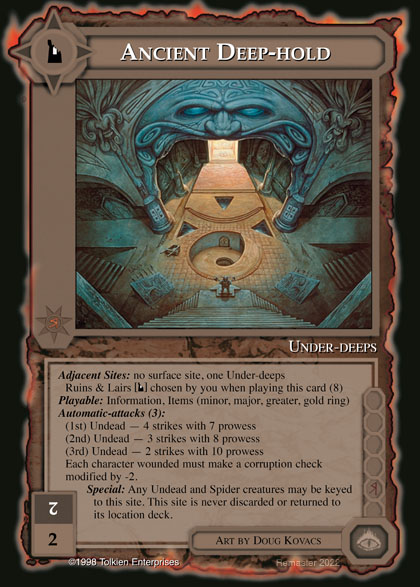 ANCIENT DEEP-HOLD
UNDER-DEEPS
Adjacent Sites: no surface site, one Under-deeps
Ruins & Lairs [] chosen by you when playing this card (8)
Playable: Information, Items (minor, major, greater, gold ring)
Automatic-attacks (3):
(1st) Undead — 4 strikes with 7 prowess
(2nd) Undead — 3 strikes with 8 prowess
(3rd) Undead — 2 strikes with 10 prowess
Each character wounded must make a corruption check
modified by -2.
Special: Any Undead and Spider creatures may be keyed
to this site. This site is never discarded or returned to
its location deck.
2
2
ART BY DOUG KOVACS
©1998 Tolkien Enterprises
Remaster 2022